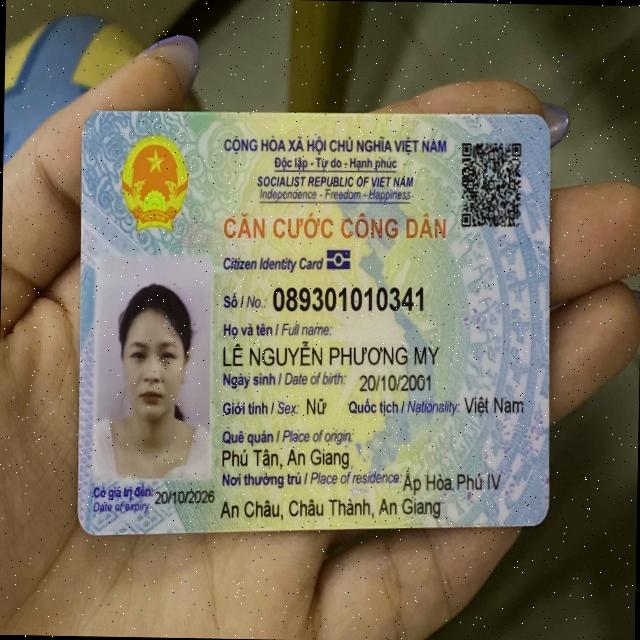 CỘNG HÒA XÃ HỘI CHỦ NGHĨA VIỆT NAM
Độc lập - Tự do - Hạnh phúc
SOCIALIST REPUBLIC OF VIET NAM
Independence - Freedom - Happiness
CĂN CƯỚC CÔNG DÂN
Citizen Identity Card
Số / No.: 089301010341
Họ và tên / Full name:
LÊ NGUYỄN PHƯƠNG MY
Ngày sinh / Date of birth: 20/10/2001
Giới tính / Sex: Nữ Quốc tịch / Nationality: Việt Nam
Quê quán / Place of origin:
Phú Tân, An Giang
Nơi thường trú / Place of residence: Ấp Hòa Phú IV
An Châu, Châu Thành, An Giang
Có giá trị đến: 20/10/2026
Date of expiry